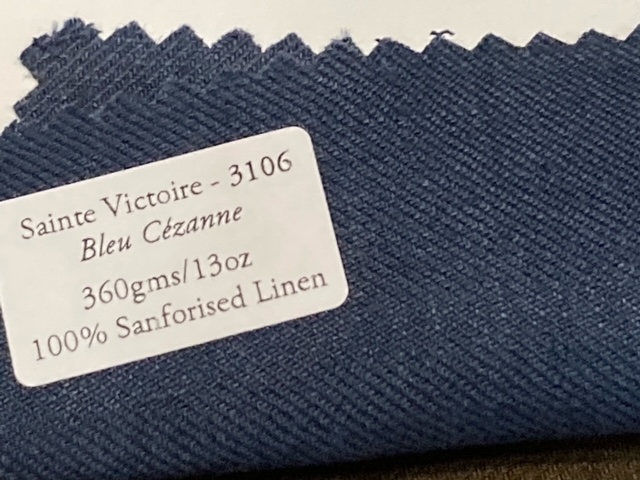 Sainte Victoire - 3106
Bleu Cézanne
360gms/13oz
100% Sanforised Linen